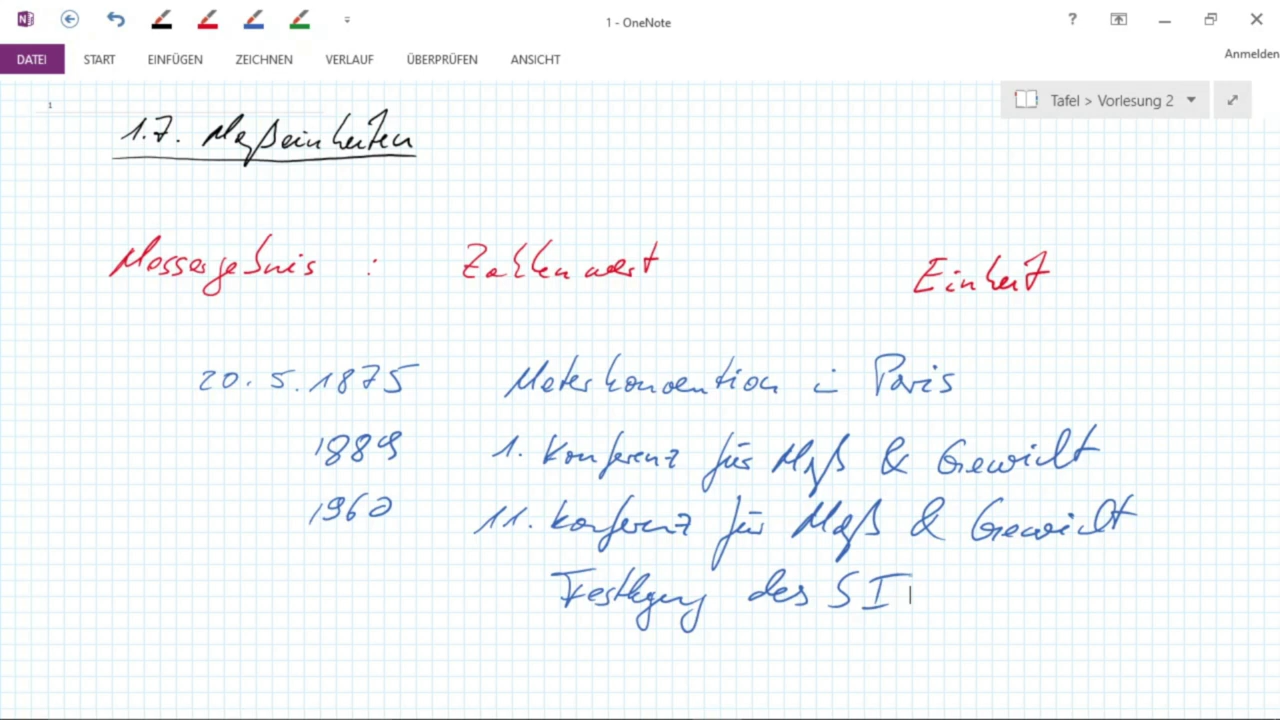 1 - OneNote
?
DATEI START EINFÜGEN ZEICHNEN VERLAUF ÜBERPRÜFEN ANSICHT
Anmelden
Tafel > Vorlesung 2
1
1.7. Maßeinheiten
Messergebnis : Zahlenwert Einheit
20.5.1875 Meterkonvention i Paris
1889 1. Konferenz für Maß & Gewicht
1960 11. Konferenz für Maß & Gewicht
Festlegung des SI